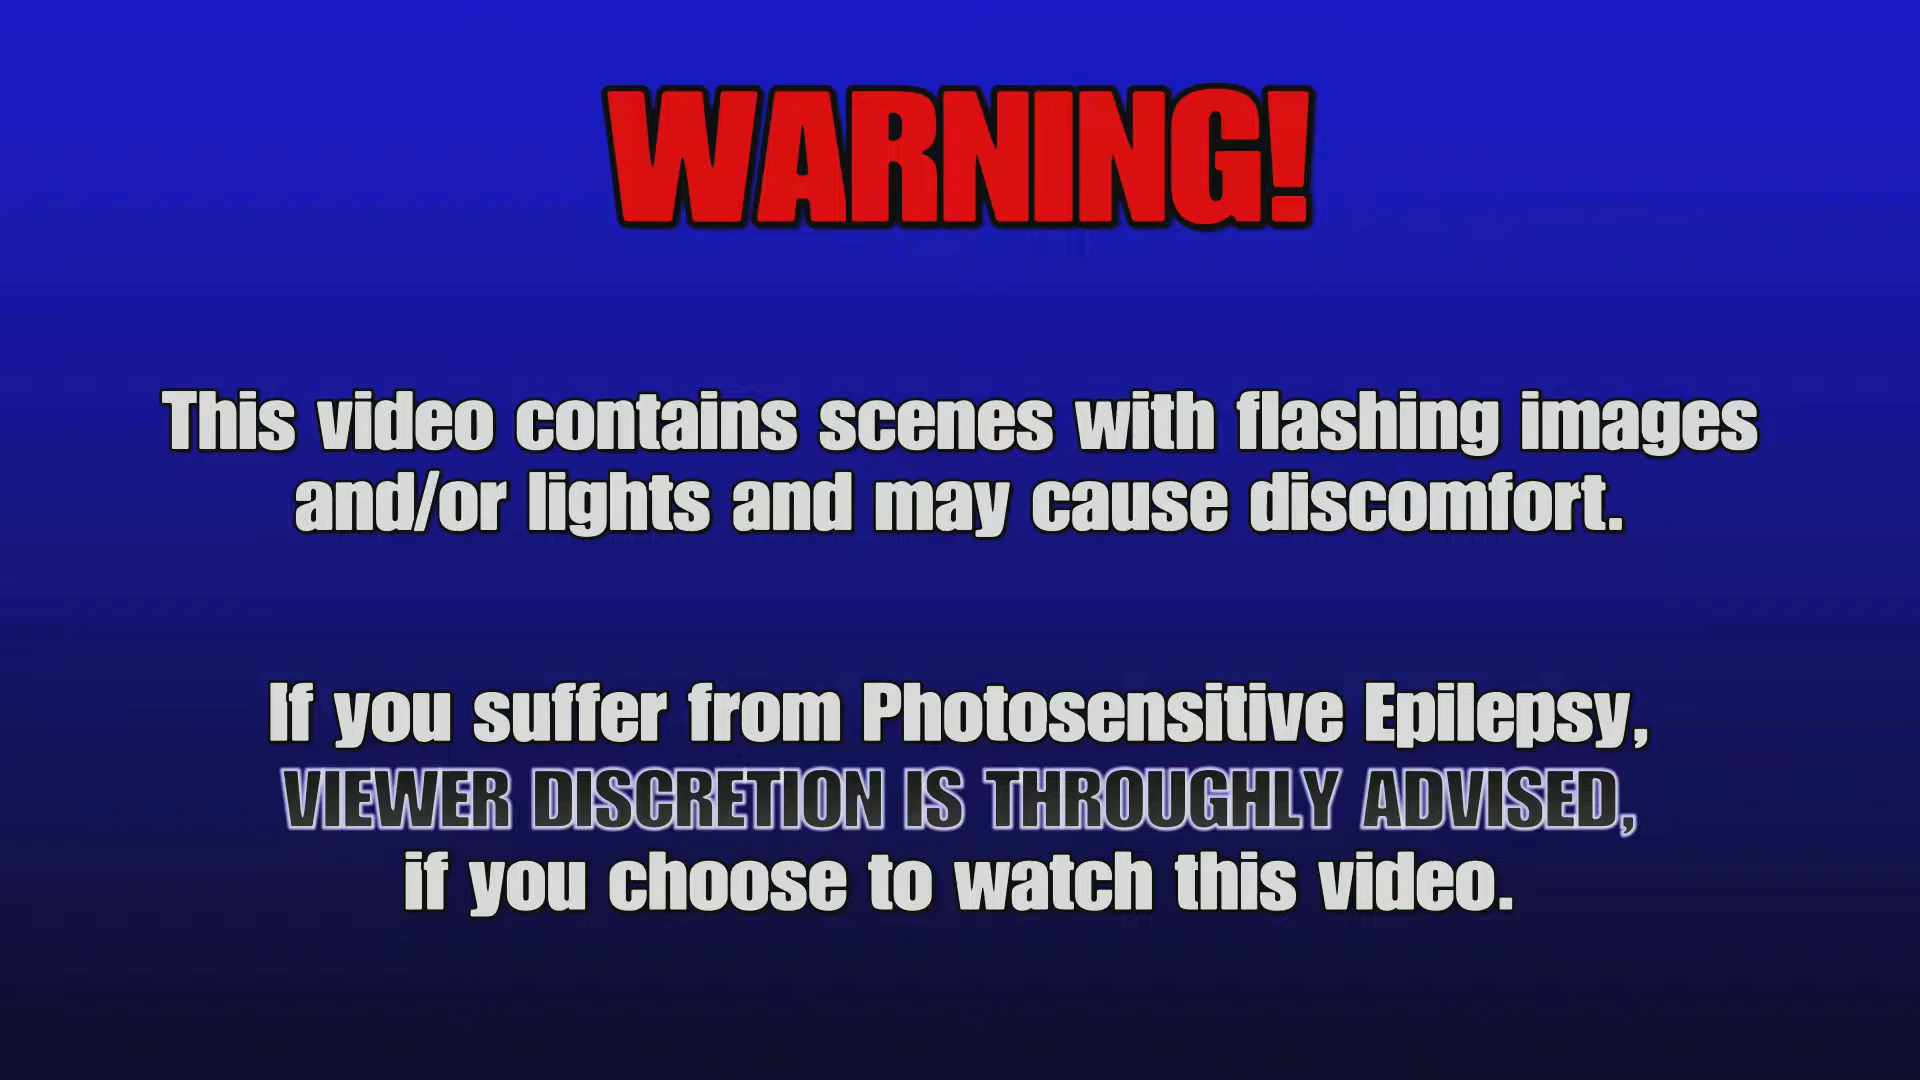 WARNING!
This video contains scenes with flashing images
and/or lights and may cause discomfort.
If you suffer from Photosensitive Epilepsy,
VIEWER DISCRETION IS THROUGHLY ADVISED,
if you choose to watch this video.